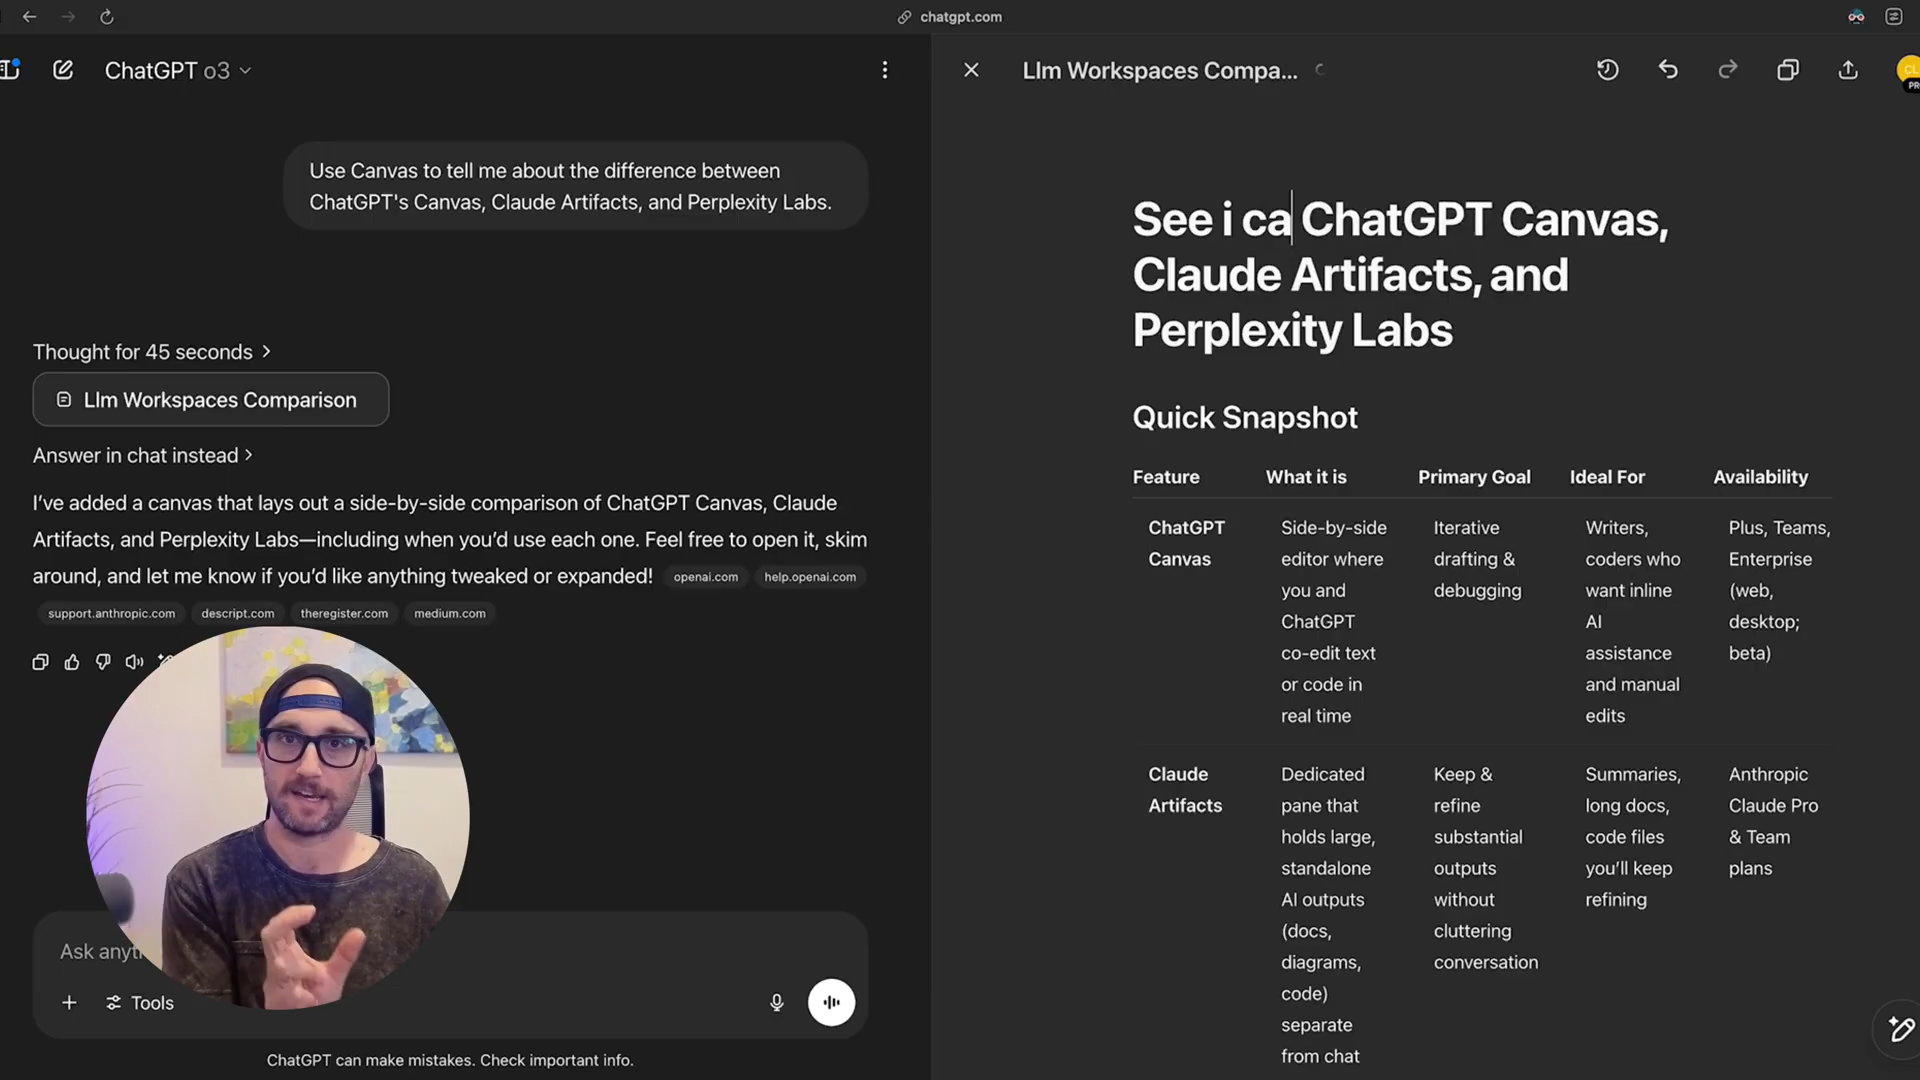 chatgpt.com
ChatGPT o3
Use Canvas to tell me about the difference between
ChatGPT's Canvas, Claude Artifacts, and Perplexity Labs.
Thought for 45 seconds
Llm Workspaces Comparison
Answer in chat instead
I've added a canvas that lays out a side-by-side comparison of ChatGPT Canvas, Claude
Artifacts, and Perplexity Labs—including when you'd use each one. Feel free to open it, skim
around, and let me know if you'd like anything tweaked or expanded! openai.com help.openai.com
support.anthropic.com descript.com theregister.com medium.com
Ask
Tools
ChatGPT can make mistakes. Check important info.
Llm Workspaces Compa...
CL
See i ca ChatGPT Canvas,
Claude Artifacts, and
Perplexity Labs
Quick Snapshot
Feature What it is Primary Goal Ideal For Availability
ChatGPT Side-by-side Iterative Writers, Plus, Teams,
Canvas editor where drafting & coders who Enterprise
you and debugging want inline (web,
ChatGPT AI desktop;
co-edit text assistance beta)
or code in and manual
real time edits
Claude Dedicated Keep & Summaries, Anthropic
Artifacts pane that refine long docs, Claude Pro
holds large, substantial code files & Team
standalone outputs you'll keep plans
AI outputs without refining
(docs, cluttering
diagrams, conversation
code)
separate
from chat